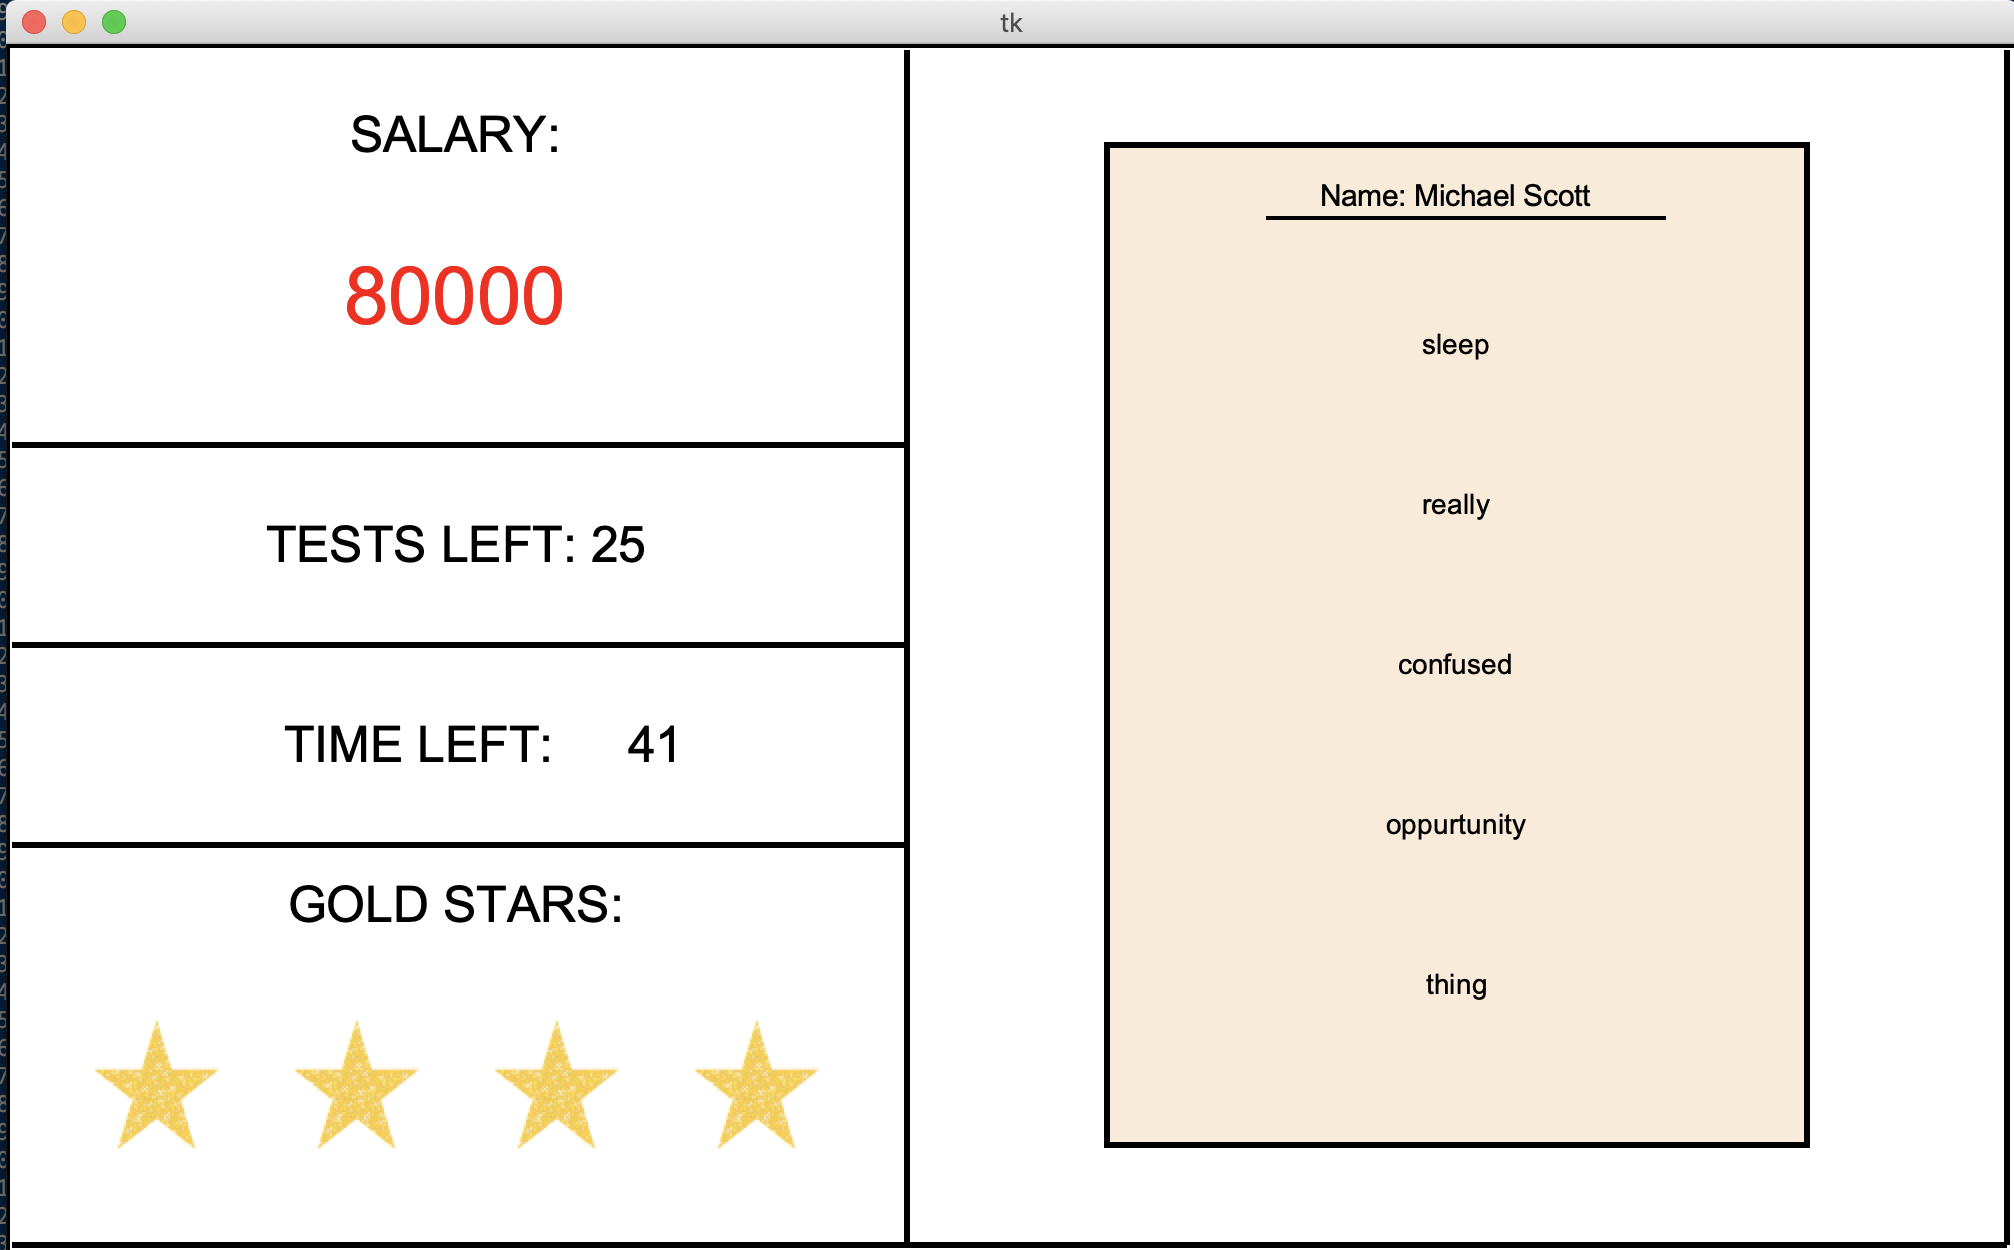 tk
SALARY:
80000
TESTS LEFT: 25
TIME LEFT: 41
GOLD STARS:
Name: Michael Scott
sleep
really
confused
oppurtunity
thing